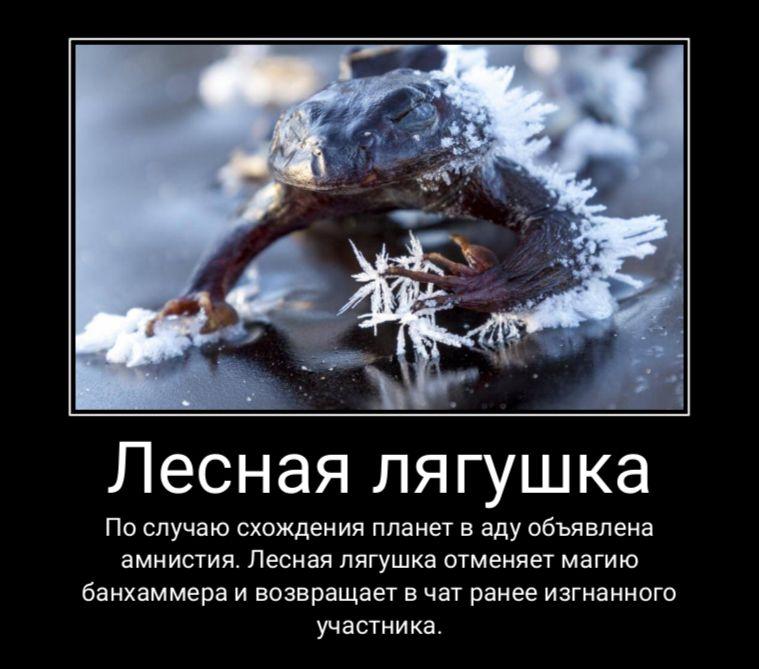 Лесная лягушка
По случаю схождения планет в аду объявлена
амнистия. Лесная лягушка отменяет магию
банхаммера и возвращает в чат ранее изгнанного
участника.